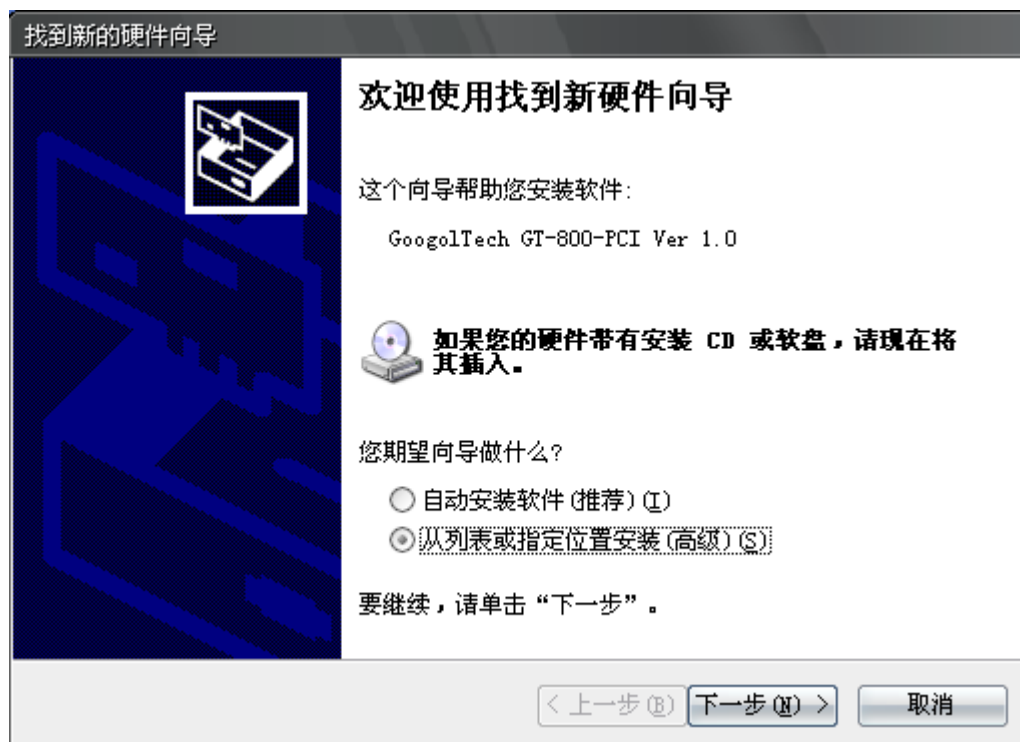 找到新的硬件向导
欢迎使用找到新硬件向导
这个向导帮助您安装软件:
GoogolTech GT-800-PCI Ver 1.0
如果您的硬件带有安装 CD 或软盘，请现在将
其插入。
您期望向导做什么?
自动安装软件(推荐)(I)
从列表或指定位置安装(高级)(S)
要继续，请单击“下一步”。
< 上一步(B) 下一步(N) > 取消